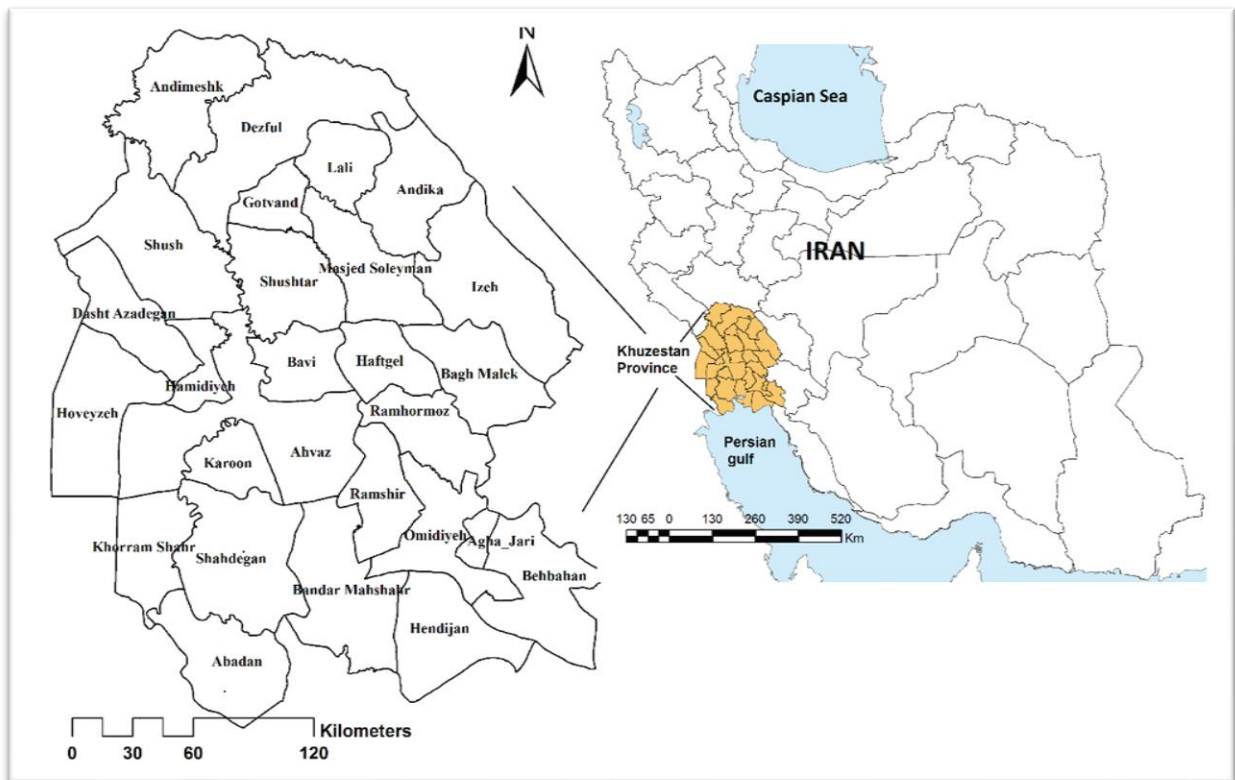 N
Andimeshk
Dezful
Lali
Andika
Gotvand
Shush
Masjed Soleyman
Shushtar
Izeh
Dasht Azadegan
Bavi
Haftgel
Bagh Malek
Hamidiyeh
Hoveyzeh
Ramhormoz
Ahvaz
Karoon
Ramshir
Omidiyeh
Agha_Jari
Khorram Shahr
Shahdegan
Behbahan
Bandar Mahshahr
Hendijan
Abadan
Kilometers
0 30 60 120
Caspian Sea
IRAN
Khuzestan
Province
Persian
gulf
130 65 0 130 260 390 520
Km